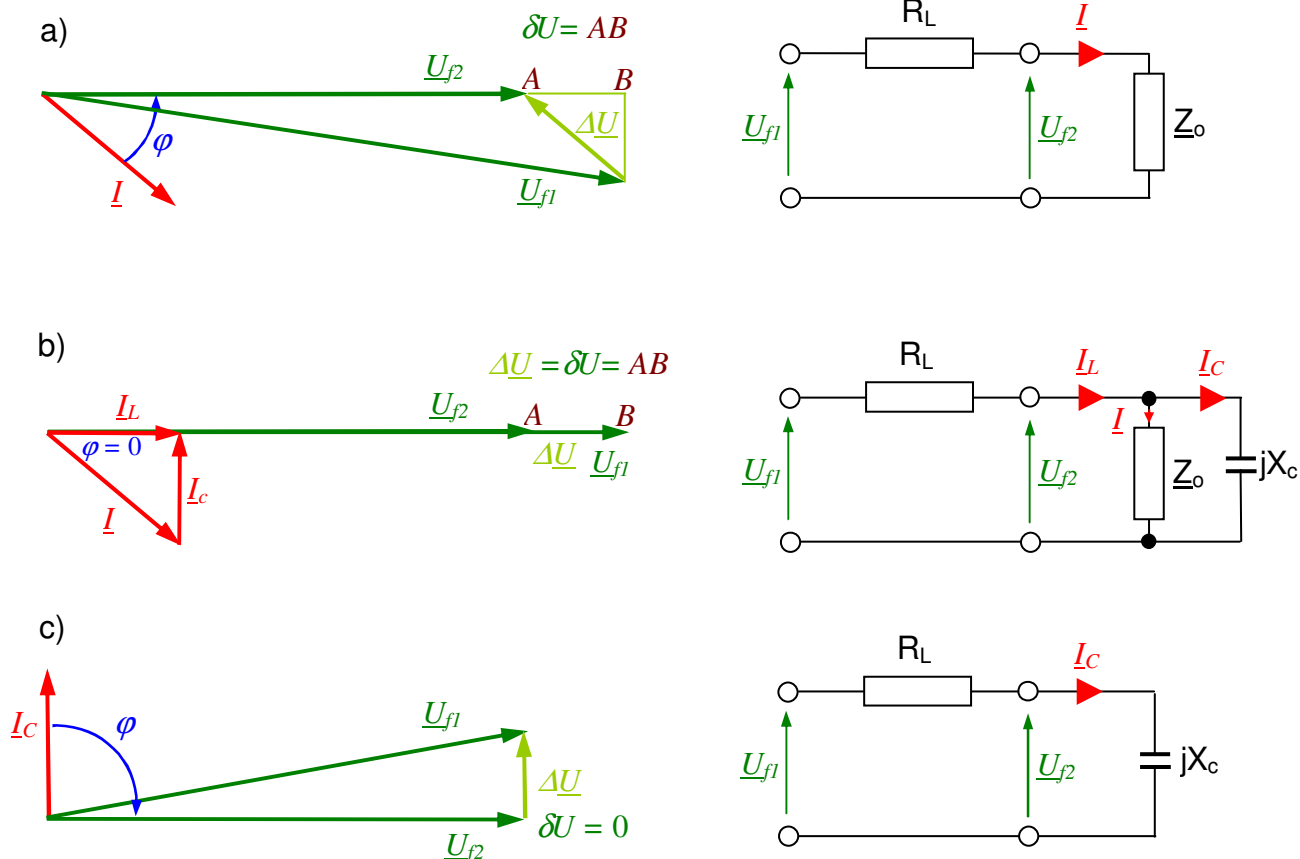 a)
δU= AB
U_f2
A
B
ΔU
φ
I
U_f1
R_L
I
U_f1
U_f2
Z_o
b)
ΔU = δU= AB
I_L
U_f2
A
B
φ = 0
ΔU
U_f1
I_c
I
R_L
I_L
I_C
I
U_f1
U_f2
Z_o
jX_c
c)
I_C
φ
U_f1
ΔU
δU = 0
U_f2
R_L
I_C
U_f1
U_f2
jX_c